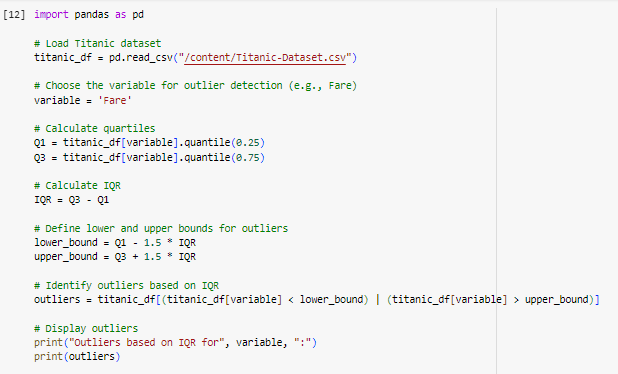 [12] import pandas as pd
# Load Titanic dataset
titanic_df = pd.read_csv("/content/Titanic-Dataset.csv")
# Choose the variable for outlier detection (e.g., Fare)
variable = 'Fare'
# Calculate quartiles
Q1 = titanic_df[variable].quantile(0.25)
Q3 = titanic_df[variable].quantile(0.75)
# Calculate IQR
IQR = Q3 - Q1
# Define lower and upper bounds for outliers
lower_bound = Q1 - 1.5 * IQR
upper_bound = Q3 + 1.5 * IQR
# Identify outliers based on IQR
outliers = titanic_df[(titanic_df[variable] < lower_bound) | (titanic_df[variable] > upper_bound)]
# Display outliers
print("Outliers based on IQR for", variable, ":")
print(outliers)